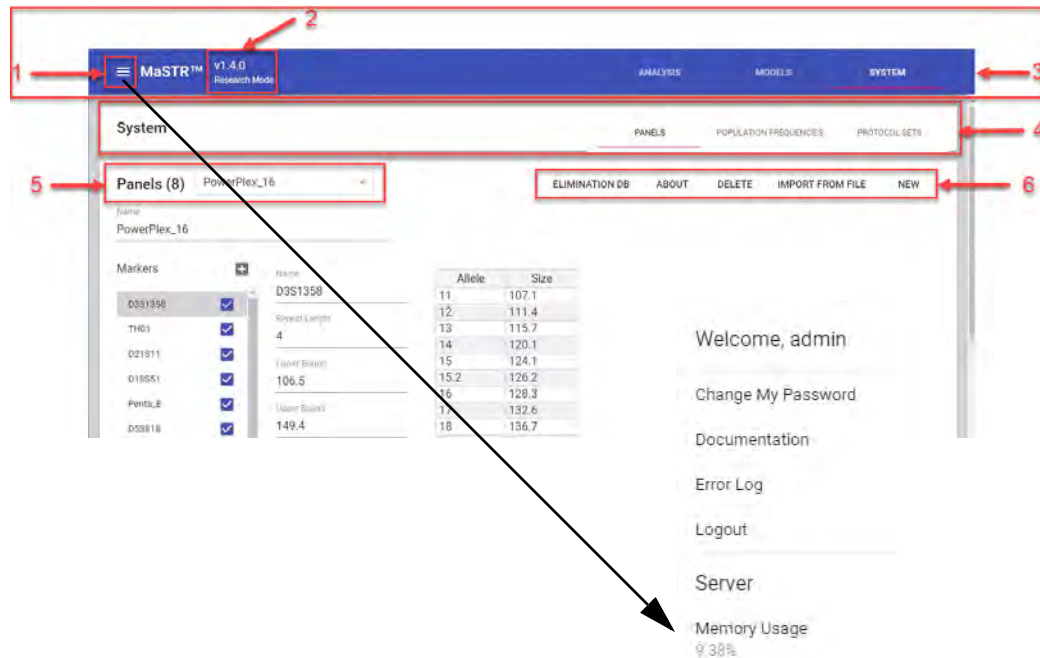 2
1
MaSTR™
v1.4.0
Research Mode
ANALYSIS
MODELS
SYSTEM
3
System
PANELS
POPULATION FREQUENCIES
PROTOCOL SETS
4
5
Panels (8)
PowerPlex_16
ELIMINATION DB
ABOUT
DELETE
IMPORT FROM FILE
NEW
6
Name
PowerPlex_16
Markers
D3S1358
TH01
D21S11
D18S51
Penta_E
D5S818
Name
D3S1358
Repeat Length
4
Lower Bound
106.5
Upper Bound
149.4
Allele Size
11 107.1
12 111.4
13 115.7
14 120.1
15 124.1
15.2 126.2
16 128.3
17 132.6
18 136.7
Welcome, admin
Change My Password
Documentation
Error Log
Logout
Server
Memory Usage
9.38%